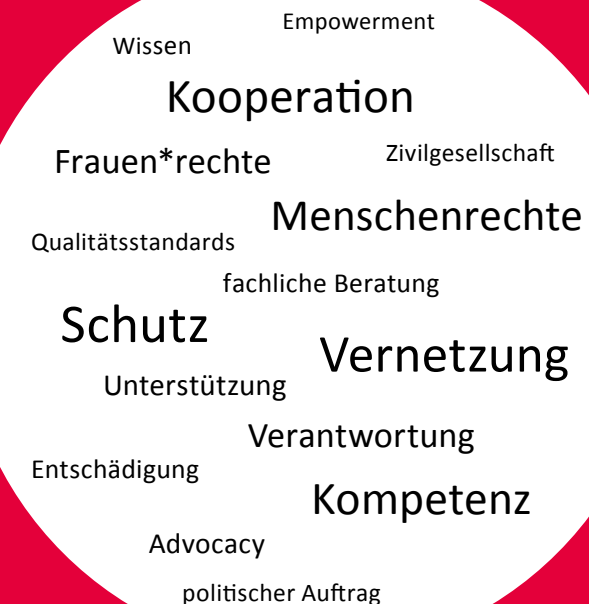 Empowerment
Wissen
Kooperation
Zivilgesellschaft
Frauen*rechte
Menschenrechte
Qualitätsstandards
fachliche Beratung
Schutz
Vernetzung
Unterstützung
Verantwortung
Entschädigung
Kompetenz
Advocacy
politischer Auftrag